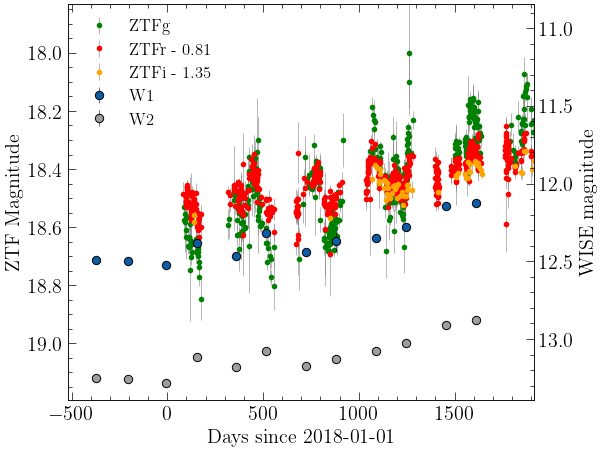 ZTFg
ZTFr - 0.81
ZTFi - 1.35
W1
W2
18.0
18.2
18.4
18.6
18.8
19.0
ZTF Magnitude
11.0
11.5
12.0
12.5
13.0
WISE magnitude
−500
0
500
1000
1500
Days since 2018-01-01